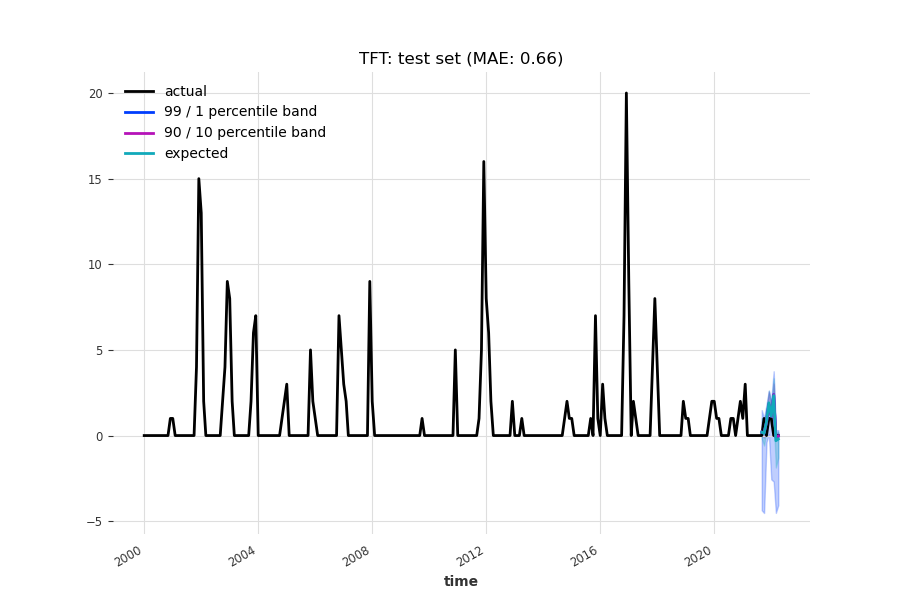 TFT: test set (MAE: 0.66)
actual
99 / 1 percentile band
90 / 10 percentile band
expected
20
15
10
5
0
−5
2000
2004
2008
2012
2016
2020
time